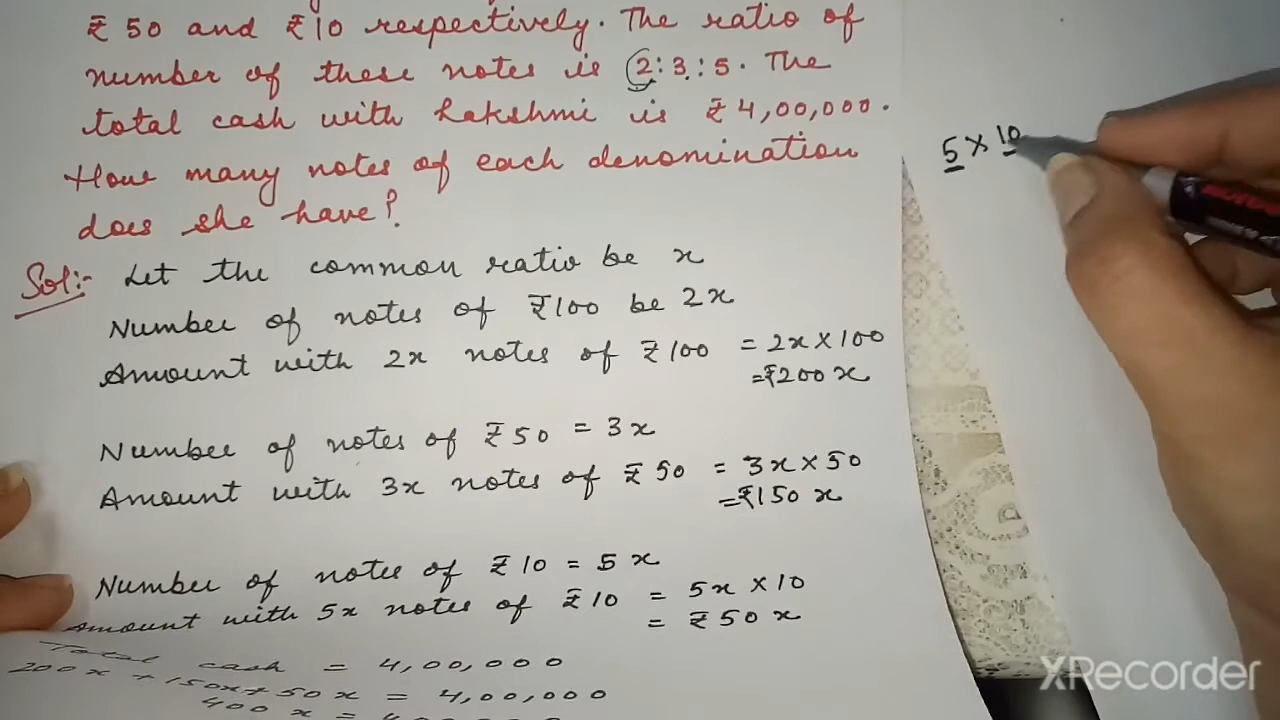 ₹ 50 and ₹10 respectively. The ratio of
number of these notes is 2:3:5. The
total cash with Lakshmi is ₹ 4,00,000.
How many notes of each denomination
does she have?
Sol:- Let the common ratio be x
Number of notes of ₹100 be 2x
Amount with 2x notes of ₹ 100 = 2x × 100
=₹200 x
Number of notes of ₹ 50 = 3x
Amount with 3x notes of ₹ 50 = 3x × 50
=₹150 x
Number of notes of ₹ 10 = 5 x
Amount with 5x notes of ₹ 10 = 5x × 10
= ₹ 50 x
Total cash = 4,00,000
200 x + 150x + 50 x = 4,00,000
400 x =
5 × 10
XRecorder